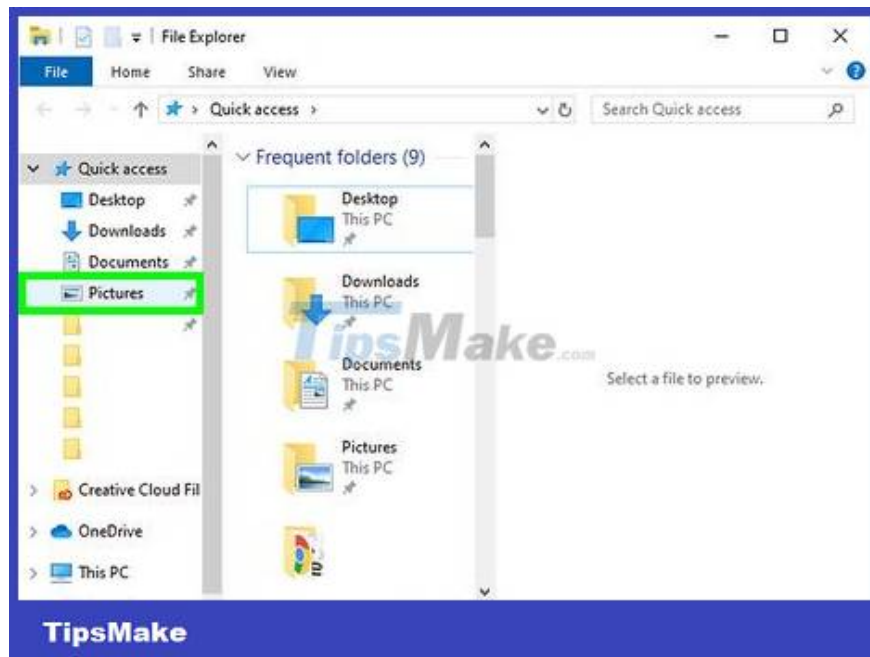 File Explorer
File Home Share View
Quick access
Search Quick access
Quick access
Desktop
Downloads
Documents
Pictures
Creative Cloud Fil
OneDrive
This PC
Frequent folders (9)
Desktop
This PC
Downloads
This PC
Documents
This PC
Pictures
This PC
Select a file to preview.
TipsMake.com
TipsMake